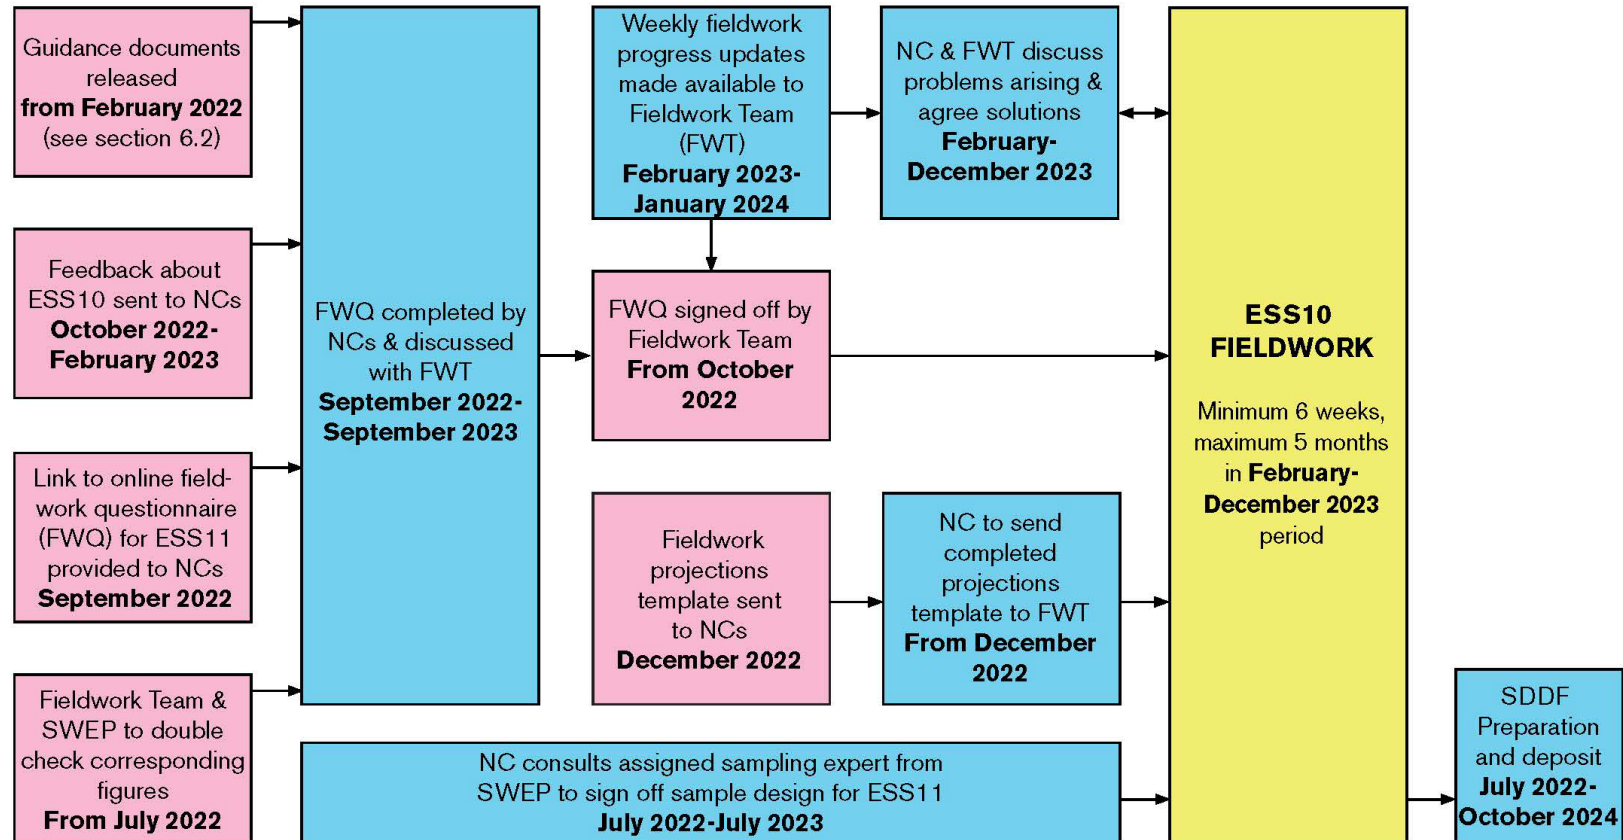 Guidance documents
released
from February 2022
(see section 6.2)
Feedback about
ESS10 sent to NCs
October 2022-
February 2023
Link to online field-
work questionnaire
(FWQ) for ESS11
provided to NCs
September 2022
Fieldwork Team &
SWEP to double
check corresponding
figures
From July 2022
FWQ completed by
NCs & discussed
with FWT
September 2022-
September 2023
Weekly fieldwork
progress updates
made available to
Fieldwork Team
(FWT)
February 2023-
January 2024
NC & FWT discuss
problems arising &
agree solutions
February-
December 2023
FWQ signed off by
Fieldwork Team
From October
2022
Fieldwork
projections
template sent
to NCs
December 2022
NC to send
completed
projections
template to FWT
From December
2022
NC consults assigned sampling expert from
SWEP to sign off sample design for ESS11
July 2022-July 2023
ESS10
FIELDWORK
Minimum 6 weeks,
maximum 5 months
in February-
December 2023
period
SDDF
Preparation
and deposit
July 2022-
October 2024